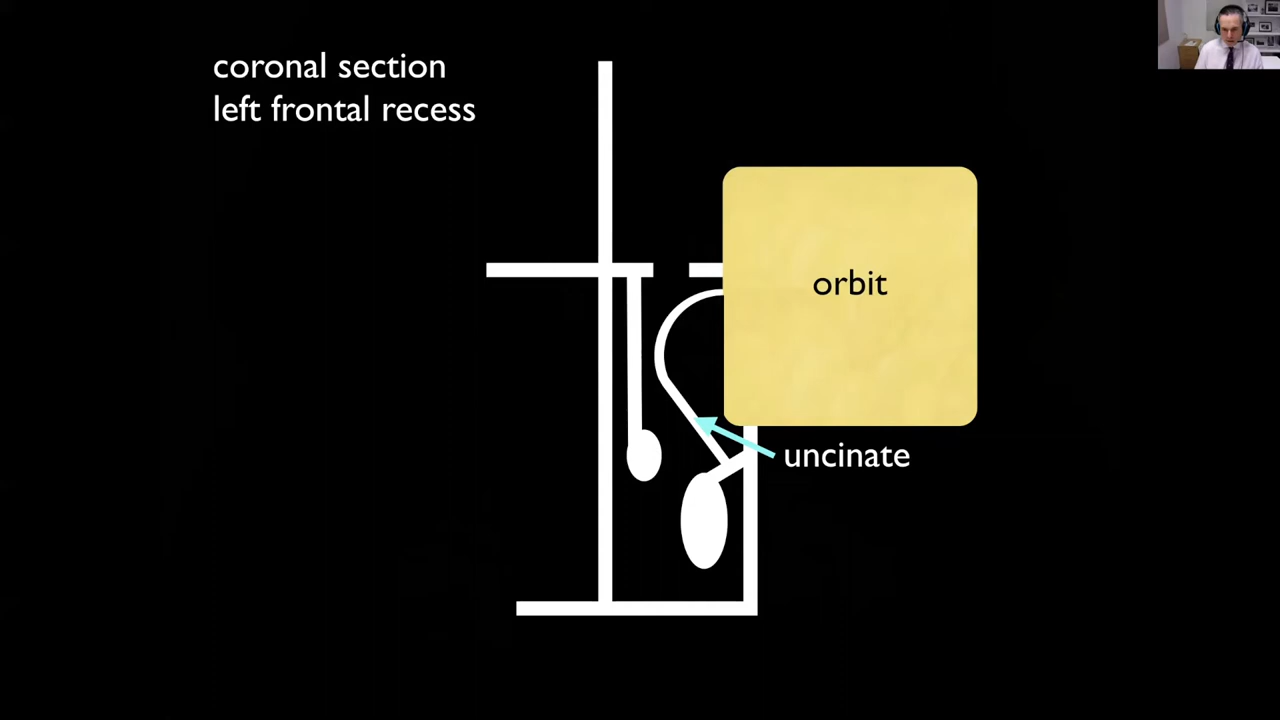 coronal section
left frontal recess
orbit
uncinate